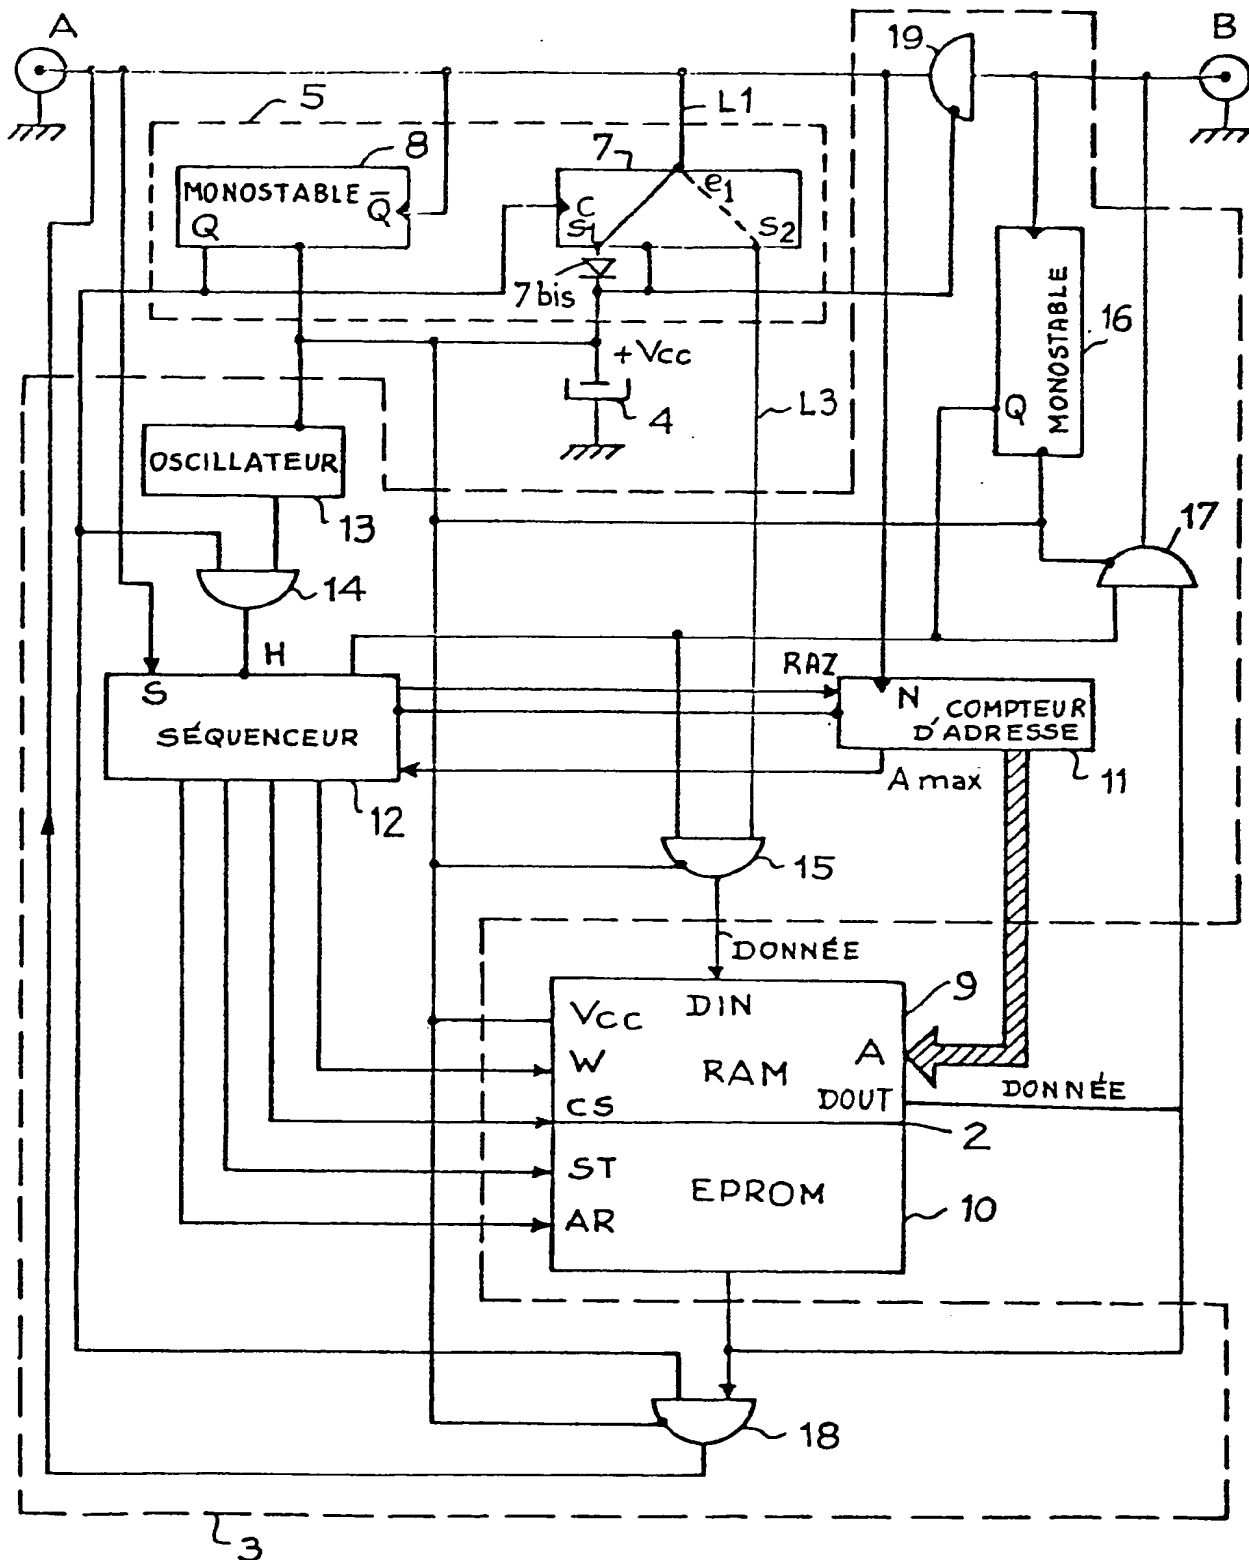 A
B
19
5
L1
8
7
MONOSTABLE
Q̄
Q
e1
C
S1
S2
7 bis
+Vcc
4
L3
MONOSTABLE
16
Q
OSCILLATEUR
13
17
14
H
RAZ
S
N
SÉQUENCEUR
COMPTEUR
D'ADRESSE
A max
11
12
15
DONNÉE
DIN
9
Vcc
W
RAM
A
DOUT
DONNÉE
CS
2
ST
EPROM
10
AR
18
3